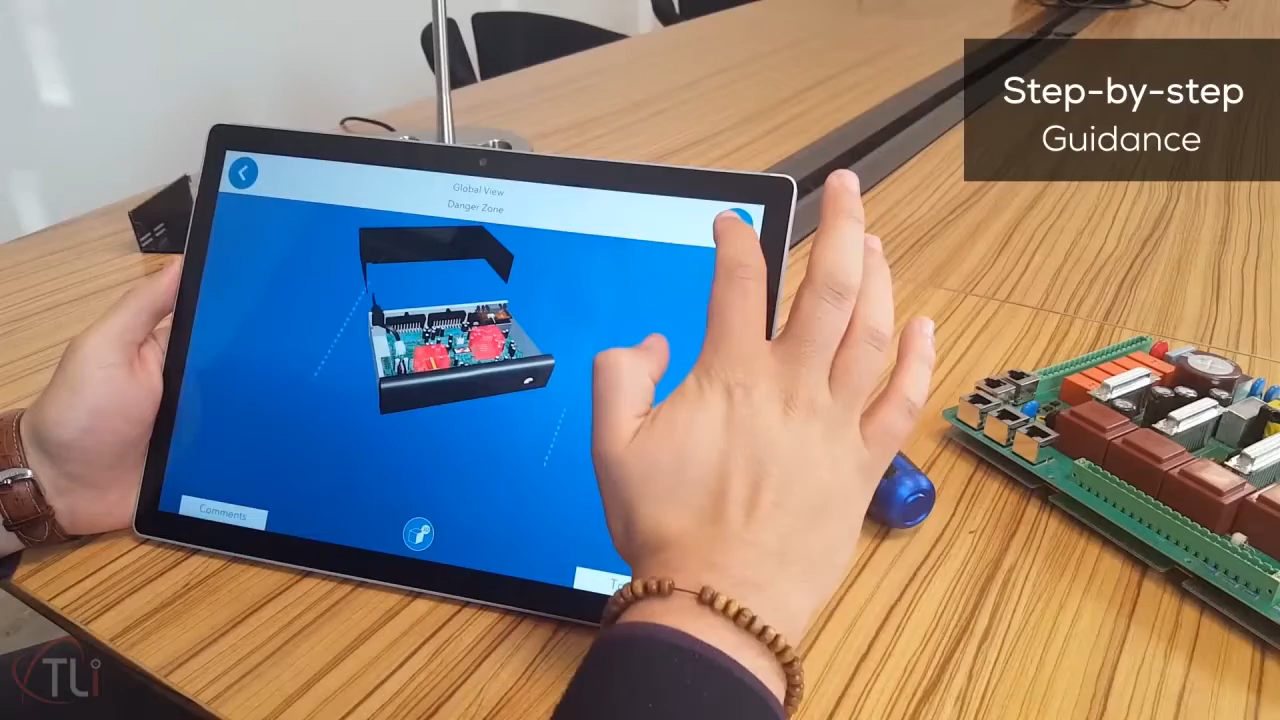 Step-by-step
Guidance
Global View
Danger Zone
Comments
TLi